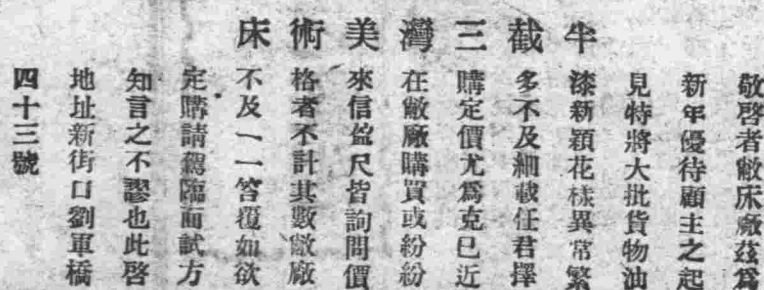 半截三灣美術床
敬啓者敝床廠茲爲
新年優待顧主之起
見特將大批貨物油
漆新穎花樣異常繁
多不及細載任君擇
購定價尤爲克己近
在敝廠購買或紛紛
來信盈尺皆詢問價
格者不計其數敝廠
不及一一答覆如欲
定購請駕臨面試方
知言之不謬也此啓
地址新街口劉軍橋
四十三號